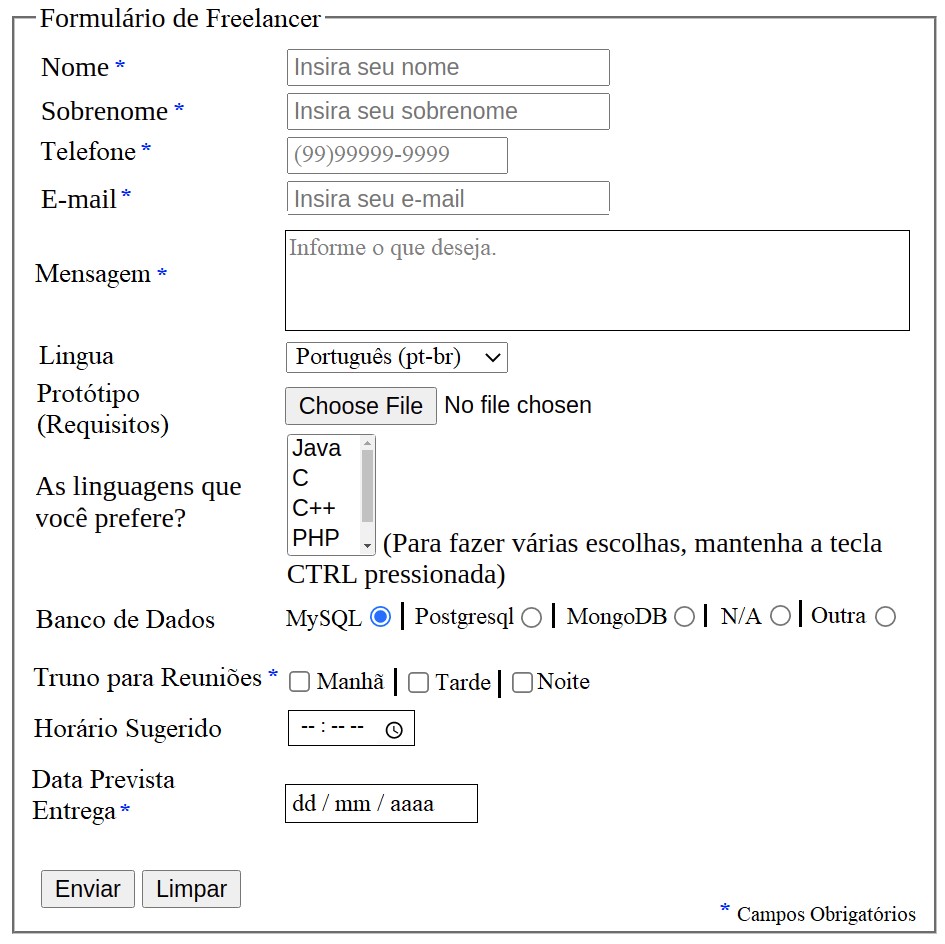 Formulário de Freelancer
Nome * Insira seu nome
Sobrenome * Insira seu sobrenome
Telefone * (99)99999-9999
E-mail * Insira seu e-mail
Mensagem * Informe o que deseja.
Lingua Português (pt-br)
Protótipo
(Requisitos) Choose File No file chosen
As linguagens que
você prefere?
Java
C
C++
PHP
(Para fazer várias escolhas, mantenha a tecla
CTRL pressionada)
Banco de Dados MySQL | Postgresql | MongoDB | N/A | Outra
Truno para Reuniões * Manhã | Tarde | Noite
Horário Sugerido -- : -- --
Data Prevista
Entrega * dd / mm / aaaa
Enviar Limpar
* Campos Obrigatórios